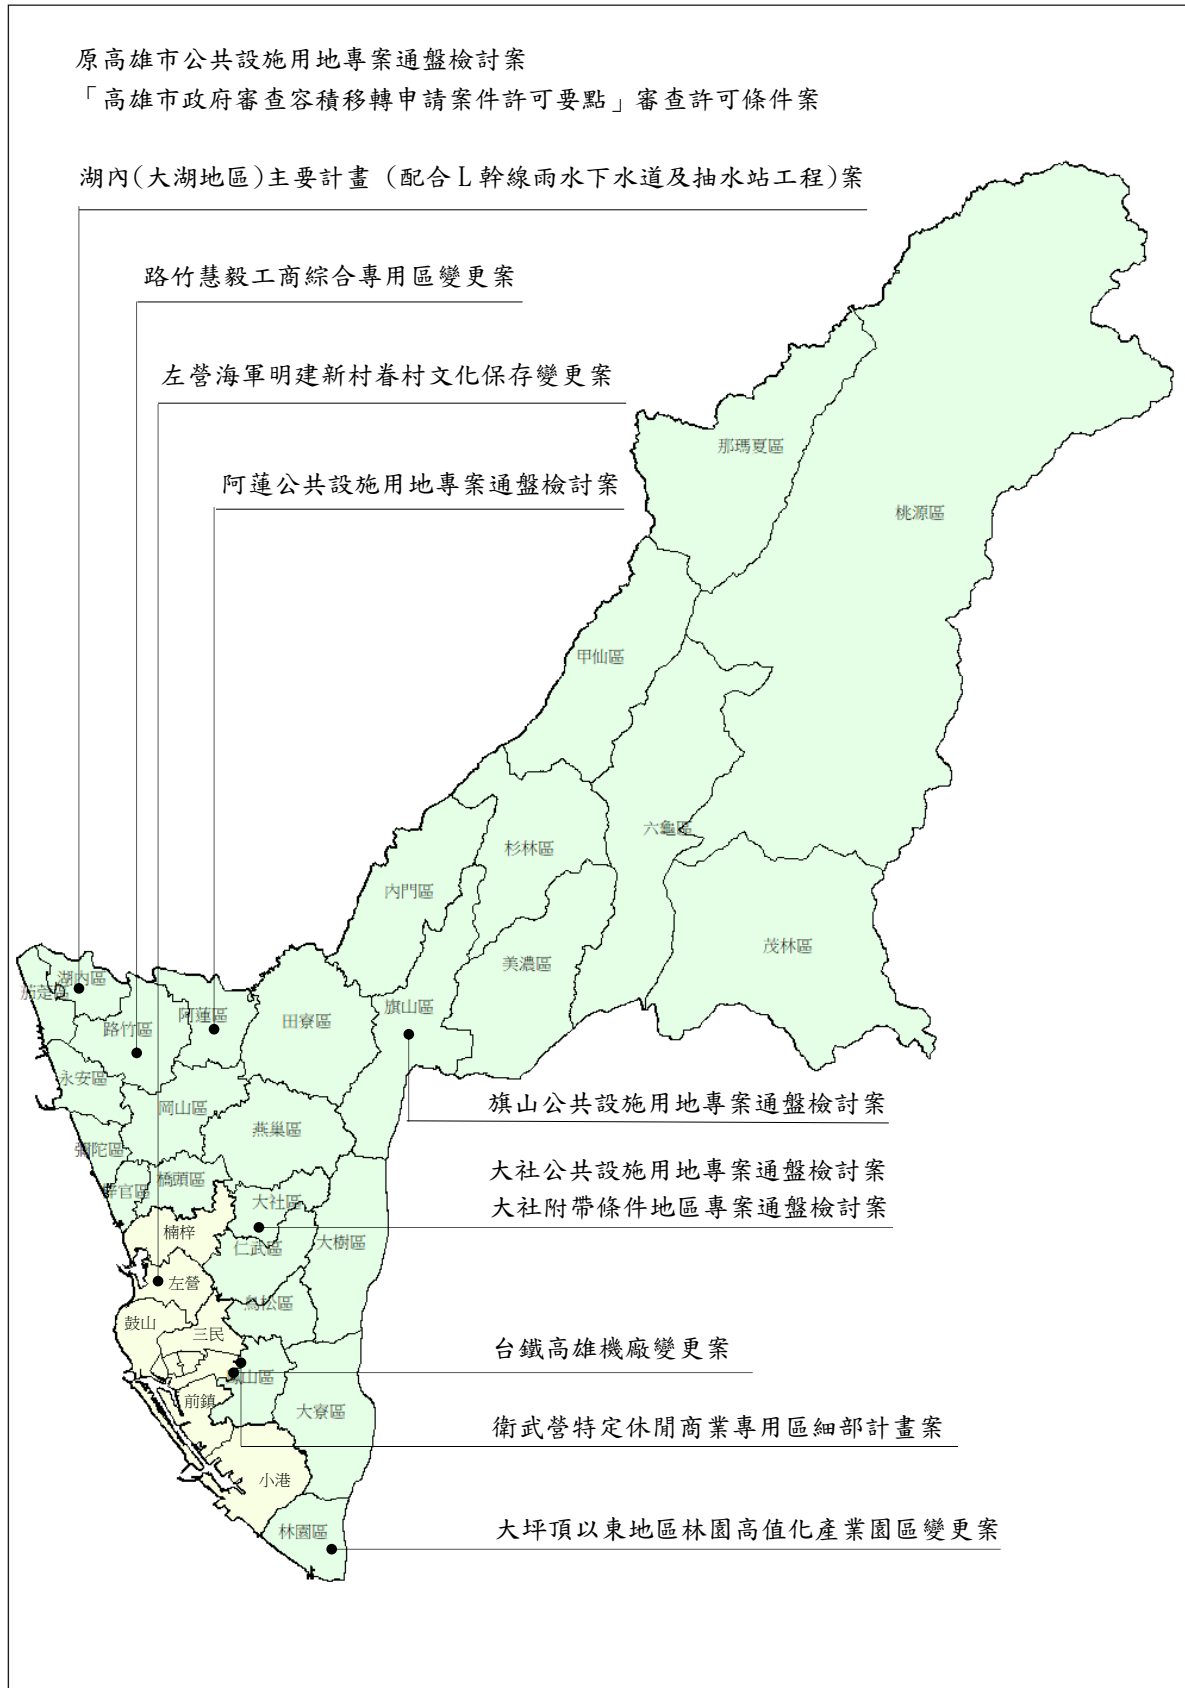 原高雄市公共設施用地專案通盤檢討案
「高雄市政府審查容積移轉申請案件許可要點」審查許可條件案
湖內(大湖地區)主要計畫（配合L幹線雨水下水道及抽水站工程)案
路竹慧毅工商綜合專用區變更案
左營海軍明建新村眷村文化保存變更案
阿蓮公共設施用地專案通盤檢討案
那瑪夏區
桃源區
甲仙區
六龜區
杉林區
內門區
茂林區
美濃區
湖內區
茄萣區
旗山區
阿蓮區
田寮區
路竹區
永安區
岡山區
燕巢區
旗山公共設施用地專案通盤檢討案
彌陀區
橋頭區
梓官區
大社區
大社公共設施用地專案通盤檢討案
大社附帶條件地區專案通盤檢討案
楠梓
仁武區
大樹區
左營
鳥松區
鼓山
三民
台鐵高雄機廠變更案
鳳山區
前鎮
大寮區
衛武營特定休閒商業專用區細部計畫案
小港
林園區
大坪頂以東地區林園高值化產業園區變更案